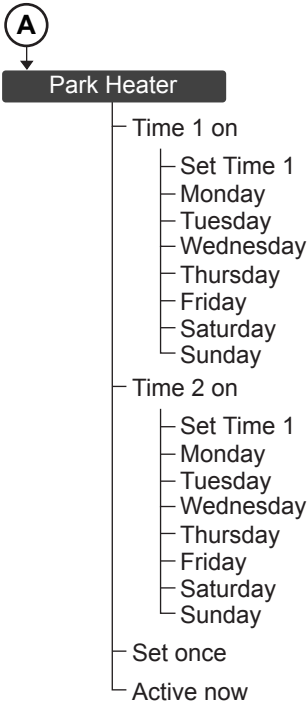 A
Park Heater
Time 1 on
Set Time 1
Monday
Tuesday
Wednesday
Thursday
Friday
Saturday
Sunday
Time 2 on
Set Time 1
Monday
Tuesday
Wednesday
Thursday
Friday
Saturday
Sunday
Set once
Active now